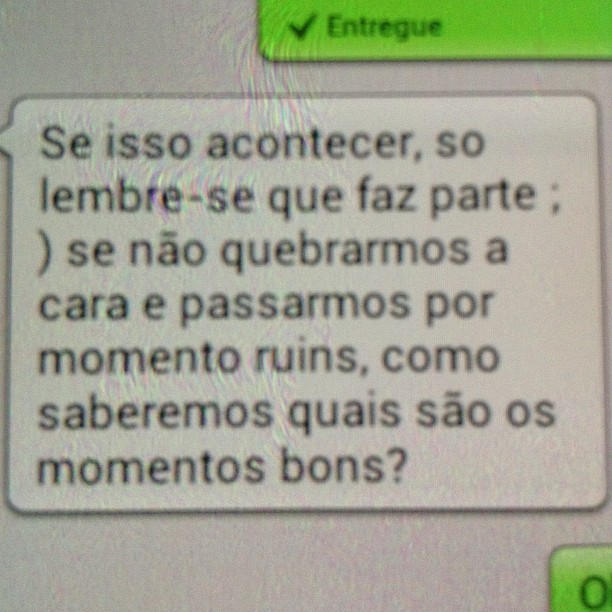 Entregue
Se isso acontecer, so
lembre-se que faz parte ;
) se não quebrarmos a
cara e passarmos por
momento ruins, como
saberemos quais são os
momentos bons?